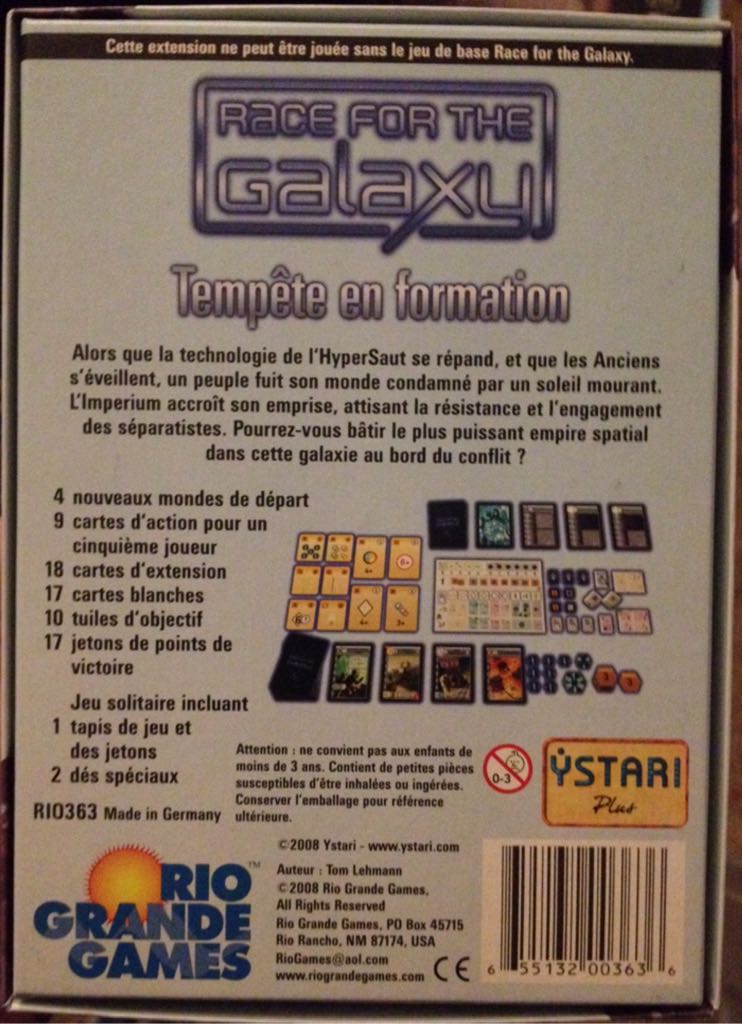 Cette extension ne peut être jouée sans le jeu de base Race for the Galaxy.
RACE FOR THE
GALAXY
Tempête en formation
Alors que la technologie de l'HyperSaut se répand, et que les Anciens
s'éveillent, un peuple fuit son monde condamné par un soleil mourant.
L'Imperium accroît son emprise, attisant la résistance et l'engagement
des séparatistes. Pourrez-vous bâtir le plus puissant empire spatial
dans cette galaxie au bord du conflit ?
4 nouveaux mondes de départ
9 cartes d'action pour un
cinquième joueur
18 cartes d'extension
17 cartes blanches
10 tuiles d'objectif
17 jetons de points de
victoire
Jeu solitaire incluant
1 tapis de jeu et
des jetons
2 dés spéciaux
RIO363 Made in Germany
Attention : ne convient pas aux enfants de
moins de 3 ans. Contient de petites pièces
susceptibles d'être inhalées ou ingérées.
Conserver l'emballage pour référence
ultérieure.
0-3
YSTARI
Plus
RIO
GRANDE
GAMES
TM
©2008 Ystari - www.ystari.com
Auteur : Tom Lehmann
©2008 Rio Grande Games,
All Rights Reserved
Rio Grande Games, PO Box 45715
Rio Rancho, NM 87174, USA
RioGames@aol.com
www.riograndegames.com
CE
6 55132 00363 6